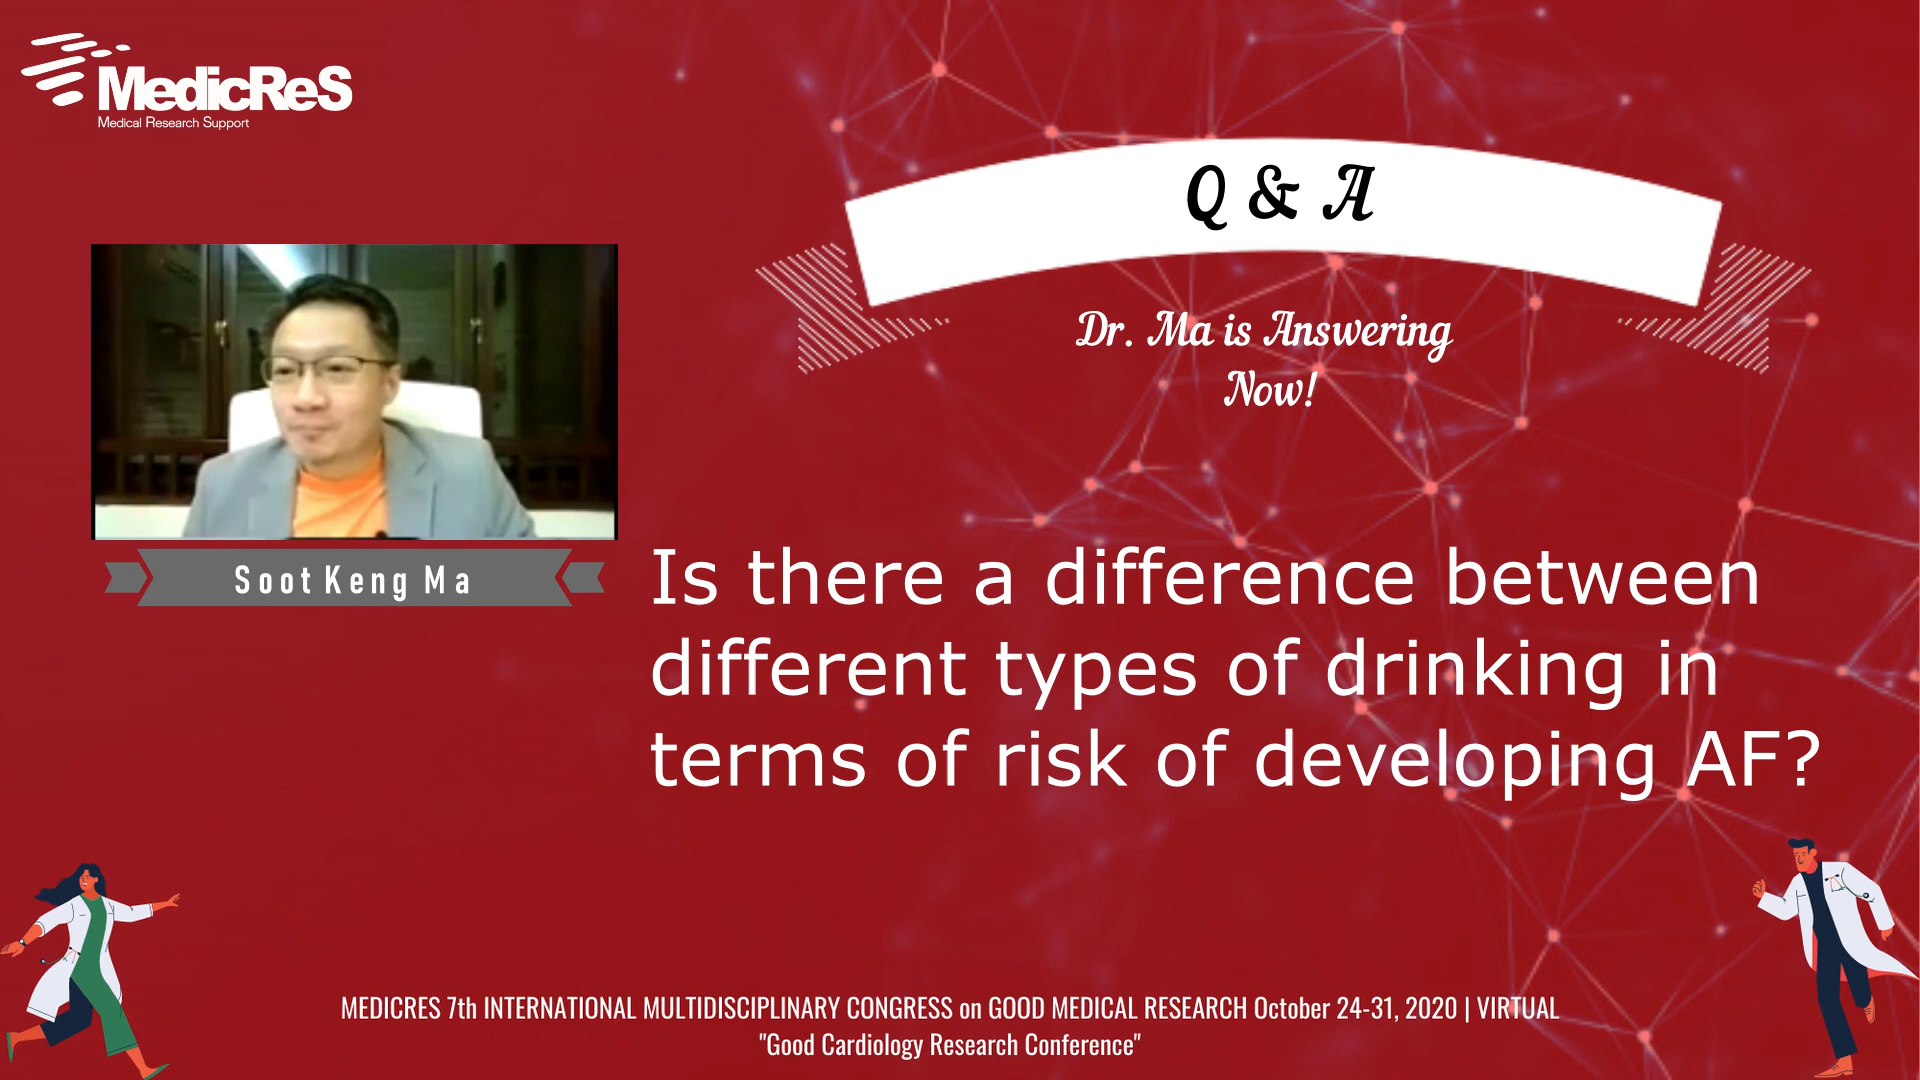 MedicReS
Medical Research Support
Q & A
Dr. Ma is Answering
Now!
Soot Keng Ma
Is there a difference between
different types of drinking in
terms of risk of developing AF?
MEDICRES 7th INTERNATIONAL MULTIDISCIPLINARY CONGRESS on GOOD MEDICAL RESEARCH October 24-31, 2020 | VIRTUAL
"Good Cardiology Research Conference"